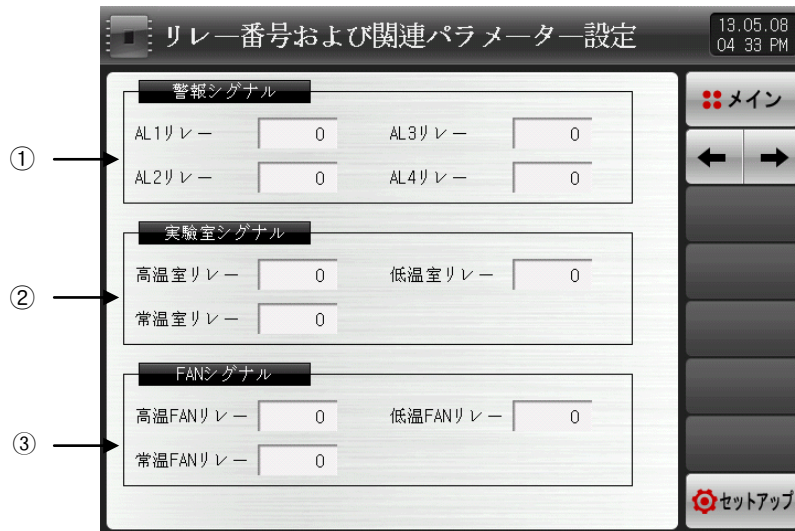 リレー番号および関連パラメーター設定
13.05.08
04 33 PM
警報シグナル
AL1リレー 0 AL3リレー 0
①
AL2リレー 0 AL4リレー 0
実験室シグナル
高温室リレー 0 低温室リレー 0
②
常温室リレー 0
FANシグナル
高温FANリレー 0 低温FANリレー 0
③
常温FANリレー 0
メイン
セットアップ